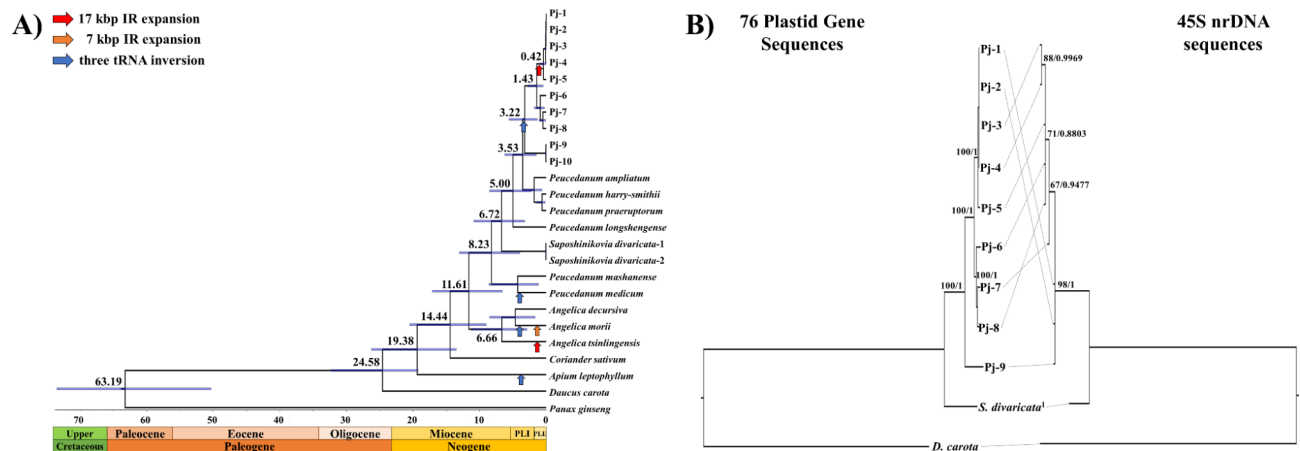 A)
17 kbp IR expansion
7 kbp IR expansion
three tRNA inversion
Pj-1
Pj-2
Pj-3
Pj-4
Pj-5
Pj-6
Pj-7
Pj-8
Pj-9
Pj-10
Peucedanum ampliatum
Peucedanum harry-smithii
Peucedanum praeruptorum
Peucedanum longshengense
Saposhinikovia divaricata-1
Saposhinikovia divaricata-2
Peucedanum mashanense
Peucedanum medicum
Angelica decursiva
Angelica morii
Angelica tsinlingensis
Coriander sativum
Apium leptophyllum
Daucus carota
Panax ginseng
0.42
1.43
3.22
3.53
5.00
6.72
8.23
11.61
14.44
6.66
19.38
24.58
63.19
70 60 50 40 30 20 10 0
Upper Paleocene Eocene Oligocene Miocene PLI PLE
Cretaceous Paleogene Neogene
B)
76 Plastid Gene
Sequences
45S nrDNA
sequences
Pj-1
Pj-2
Pj-3
Pj-4
Pj-5
Pj-6
Pj-7
Pj-8
Pj-9
S. divaricata1
D. carota
100/1
100/1
100/1
100/1
88/0.9969
71/0.8803
67/0.9477
98/1